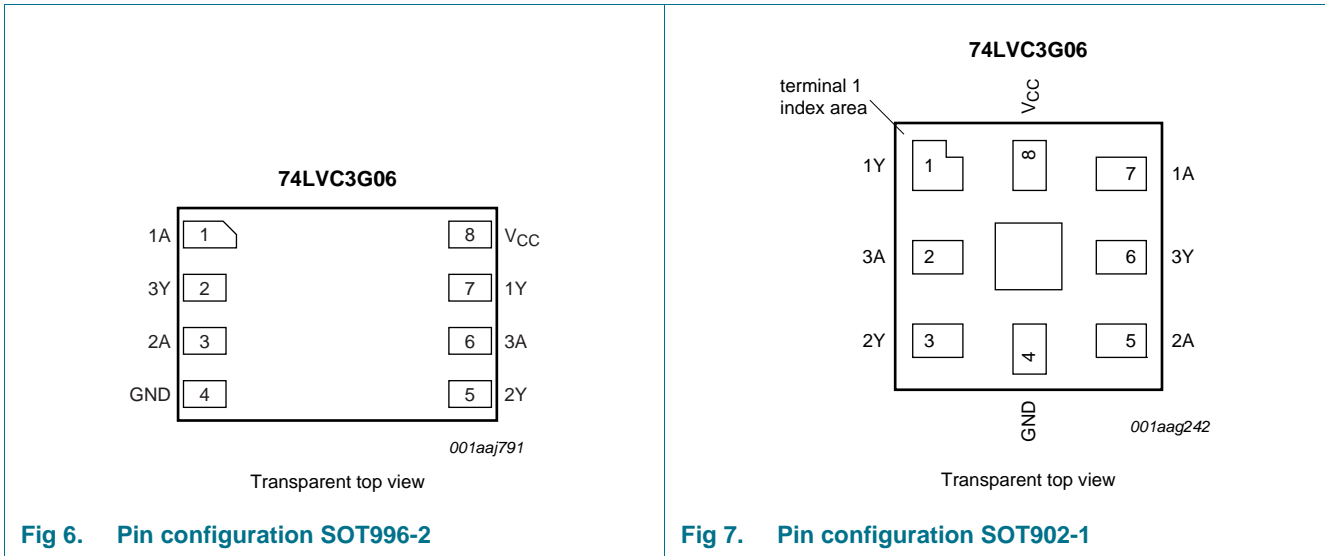 74LVC3G06
1A 1 8 VCC
3Y 2 7 1Y
2A 3 6 3A
GND 4 5 2Y
001aaj791
Transparent top view
Fig 6. Pin configuration SOT996-2
74LVC3G06
terminal 1
index area
VCC
1Y 1 8 7 1A
3A 2 6 3Y
2Y 3 4 5 2A
GND
001aag242
Transparent top view
Fig 7. Pin configuration SOT902-1